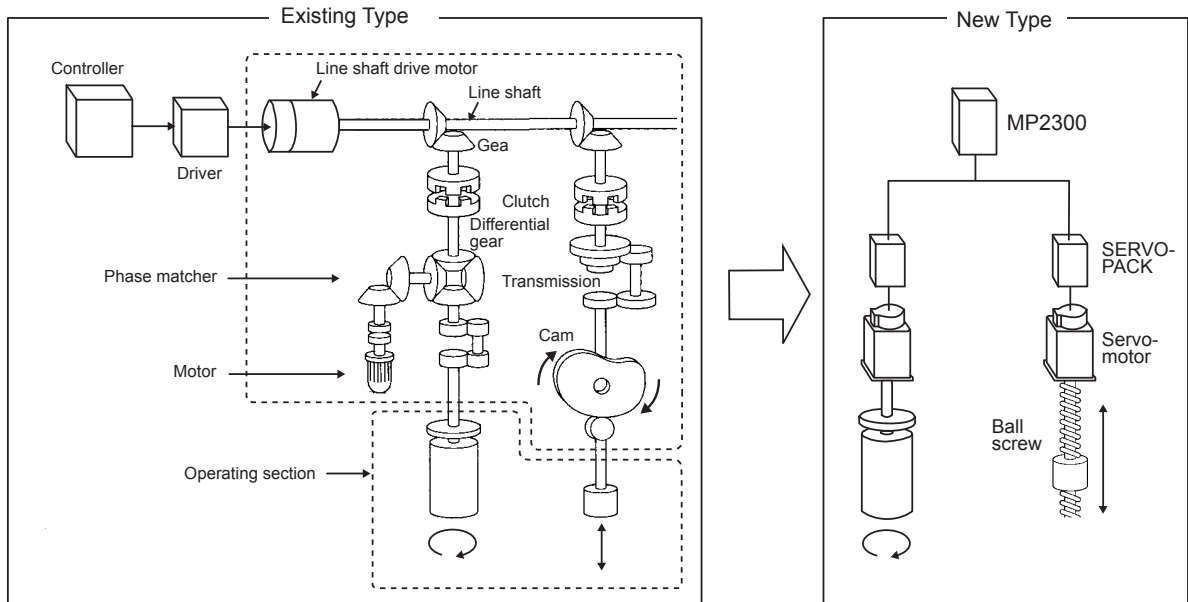 Existing Type
Controller
Line shaft drive motor
Line shaft
Driver
Gea
Clutch
Differential
gear
Phase matcher
Transmission
Cam
Motor
Operating section
New Type
MP2300
SERVO-
PACK
Servo-
motor
Ball
screw